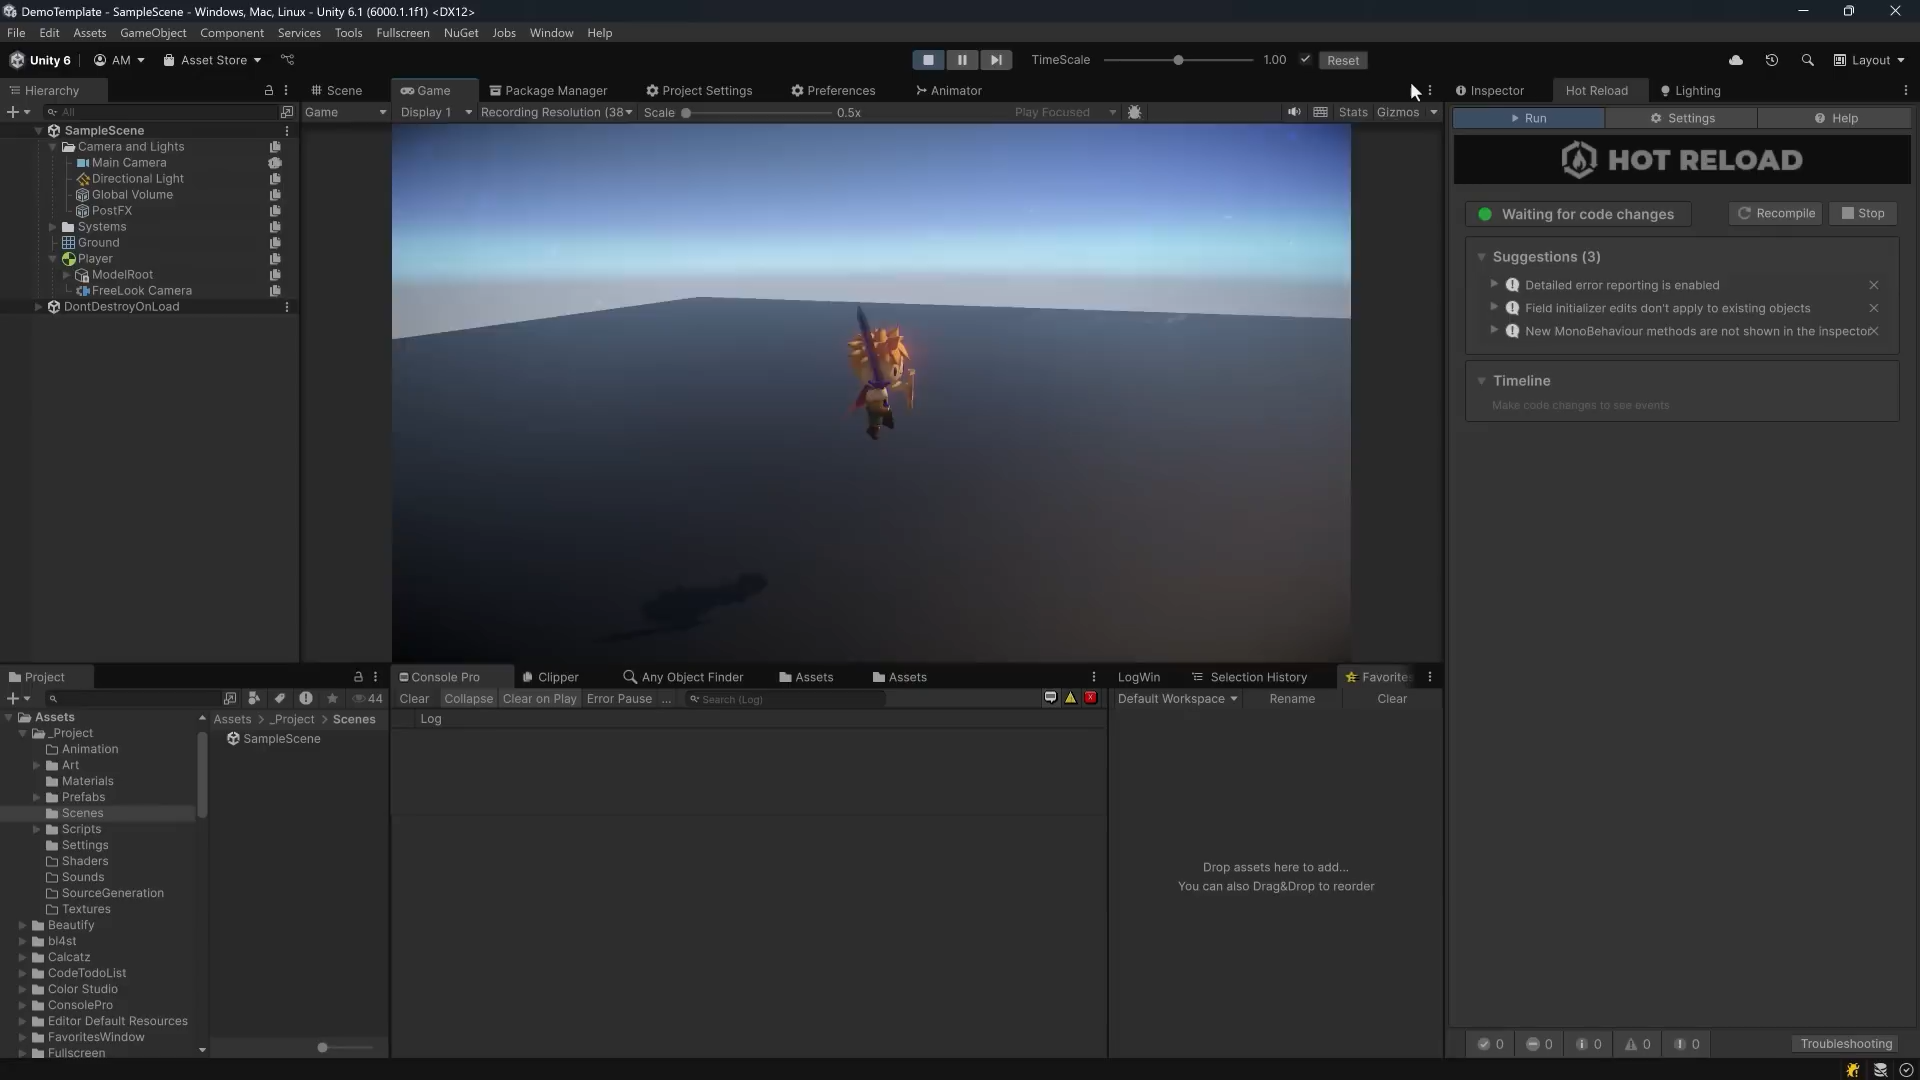 DemoTemplate - SampleScene - Windows, Mac, Linux - Unity 6.1 (6000.1.1f1) <DX12>
File Edit Assets GameObject Component Services Tools Fullscreen NuGet Jobs Window Help
Unity 6 AM Asset Store TimeScale 1.00 Reset Layout
Hierarchy Scene Game Package Manager Project Settings Preferences Animator Inspector Hot Reload Lighting
All Game Display 1 Recording Resolution (38 Scale 0.5x Play Focused Stats Gizmos
Run Settings Help
SampleScene
Camera and Lights
Main Camera
Directional Light
Global Volume
PostFX
Systems
Ground
Player
ModelRoot
FreeLook Camera
DontDestroyOnLoad
HOT RELOAD
Waiting for code changes Recompile Stop
Suggestions (3)
Detailed error reporting is enabled
Field initializer edits don't apply to existing objects
New MonoBehaviour methods are not shown in the inspector
Timeline
Make code changes to see events
Project Console Pro Clipper Any Object Finder Assets Assets LogWin Selection History Favorites
44 Clear Collapse Clear on Play Error Pause ... Search (Log) Default Workspace Rename Clear
Assets
_Project
Animation
Art
Materials
Prefabs
Scenes
Scripts
Settings
Shaders
Sounds
SourceGeneration
Textures
Beautify
bl4st
Calcatz
CodeTodoList
Color Studio
ConsolePro
Editor Default Resources
FavoritesWindow
Fullscreen
Assets > _Project > Scenes
SampleScene
Log
Drop assets here to add...
You can also Drag&Drop to reorder
0 0 0 0 0 Troubleshooting